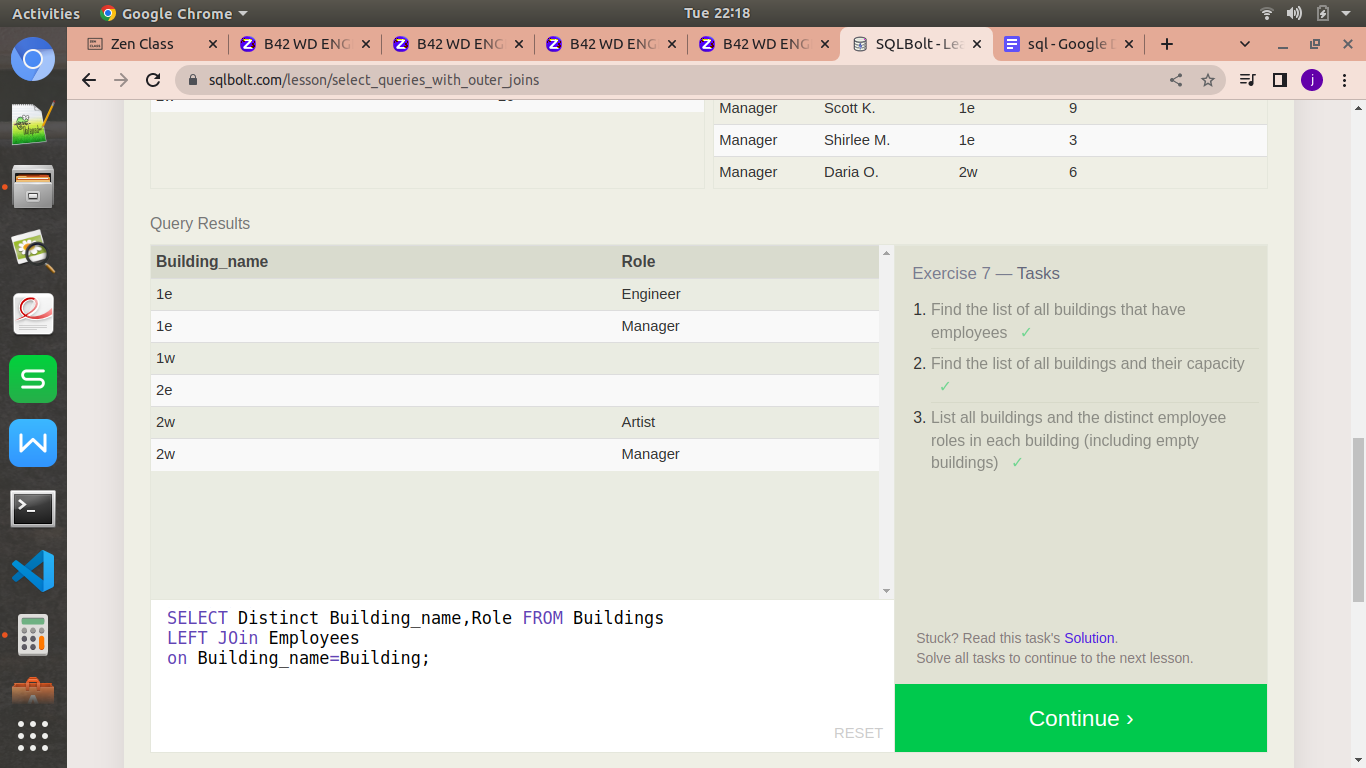 Activities Google Chrome Tue 22:18
Zen Class B42 WD ENG B42 WD ENG B42 WD ENG B42 WD ENG SQLBolt - Lea sql - Google D
sqlbolt.com/lesson/select_queries_with_outer_joins
j
Manager Scott K. 1e 9
Manager Shirlee M. 1e 3
Manager Daria O. 2w 6
Query Results
Building_name Role
1e Engineer
1e Manager
1w
2e
2w Artist
2w Manager
Exercise 7 — Tasks
1. Find the list of all buildings that have
employees ✓
2. Find the list of all buildings and their capacity
✓
3. List all buildings and the distinct employee
roles in each building (including empty
buildings) ✓
SELECT Distinct Building_name,Role FROM Buildings
LEFT JOin Employees
on Building_name=Building;
RESET
Stuck? Read this task's Solution.
Solve all tasks to continue to the next lesson.
Continue ›